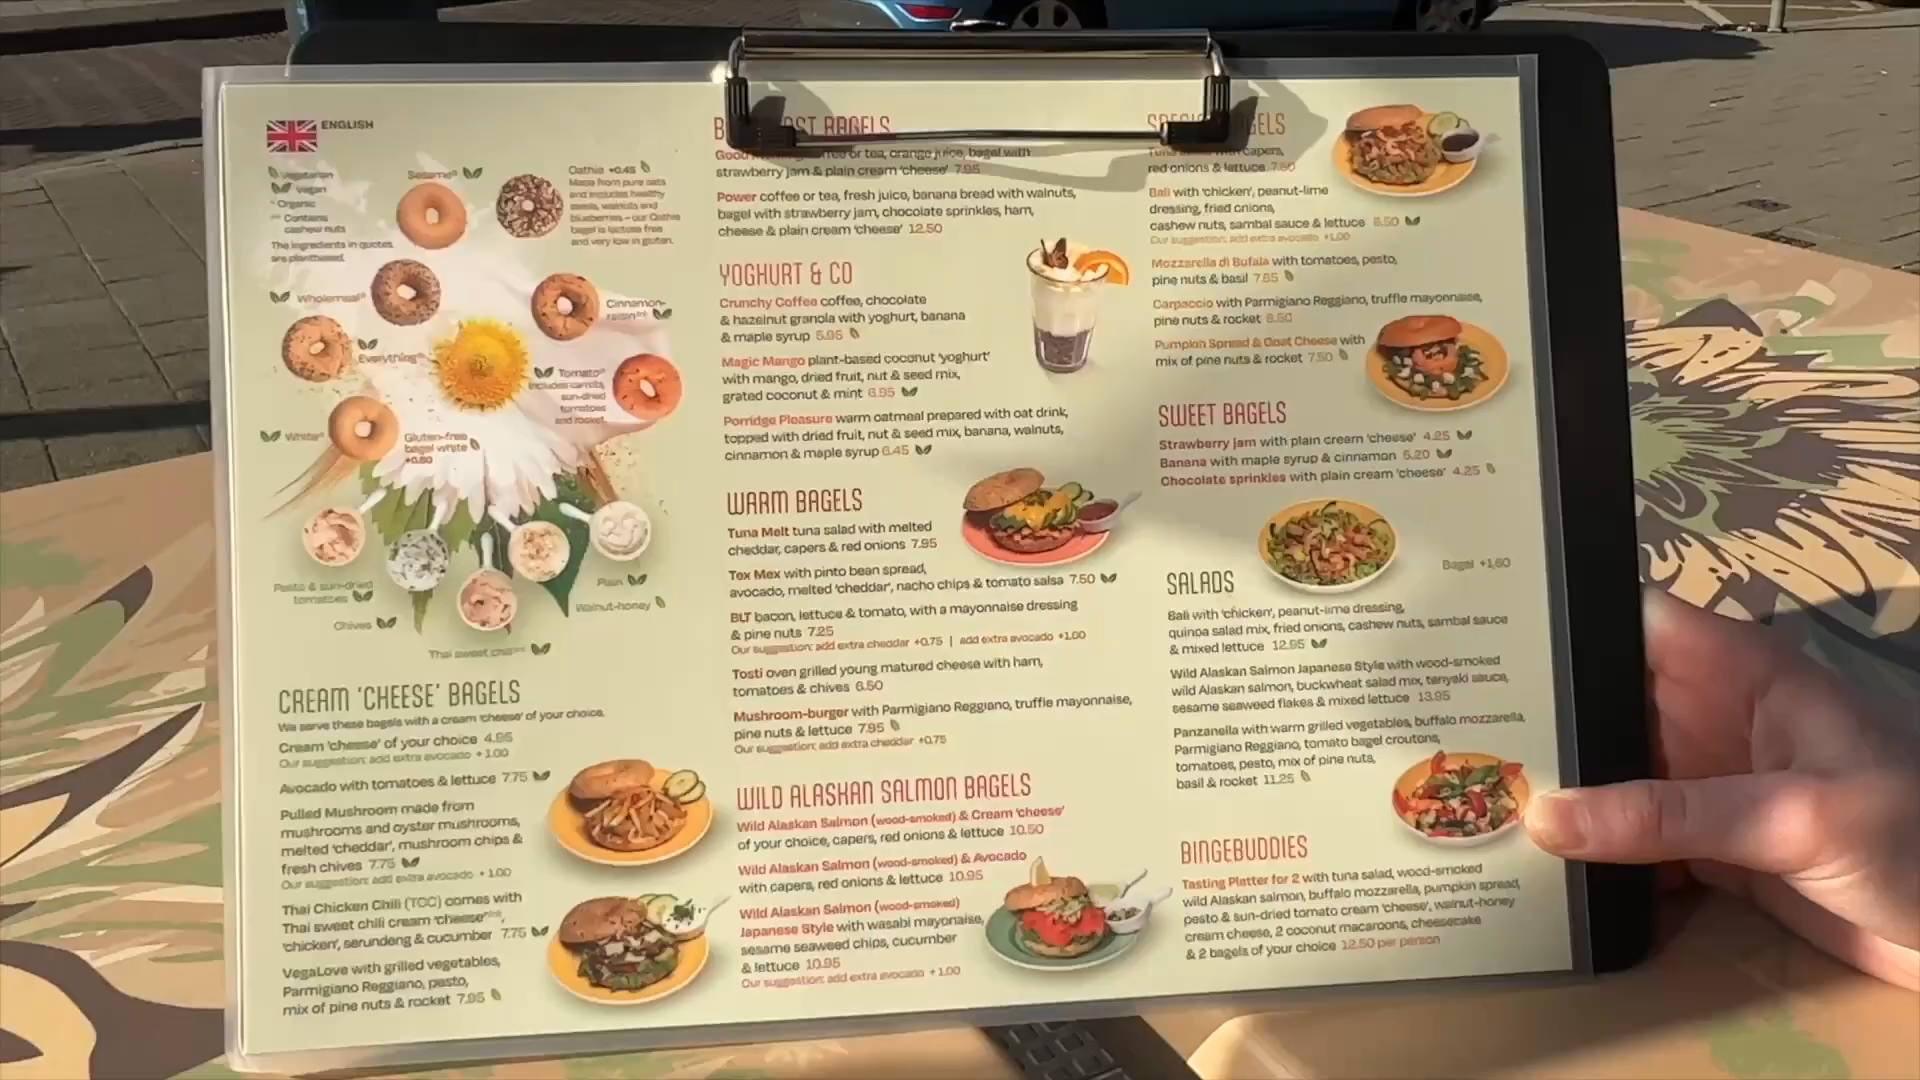 ENGLISH
Vegetarian
Vegan
* Organic
*** Contains
cashew nuts
The ingredients in quotes
are plantbased.
Sesame*
Oathie +0.45
Made from pure oats
and includes healthy
seeds, walnuts and
blueberries – our Oathie
bagel is lactose free
and very low in gluten.
Wholemeal*
Cinnamon-
Everything*
Tomato*
includes carrots,
sun-dried
tomatoes
and rocket.
White*
Gluten-free
bagel white
+0.80
Pesto & sun-dried
tomatoes
Chives
Thai sweet
Walnut-honey
Plain
CREAM 'CHEESE' BAGELS
We serve these bagels with a cream 'cheese' of your choice.
Cream 'cheese' of your choice 4.95
Our suggestion: add extra avocado +1.00
Avocado with tomatoes & lettuce 7.75
Pulled Mushroom made from
mushrooms and oyster mushrooms,
melted 'cheddar', mushroom chips &
fresh chives 7.75
Our suggestion: add extra avocado +1.00
Thai Chicken Chili (TCC) comes with
Thai sweet chili cream 'cheese',
'chicken', serundeng & cucumber 7.75
VegaLove with grilled vegetables,
Parmigiano Reggiano, pesto,
mix of pine nuts & rocket 7.95
BAGELS
Good coffee or tea, orange juice, bagel with
strawberry jam & plain cream 'cheese' 7.95
Power coffee or tea, fresh juice, banana bread with walnuts,
bagel with strawberry jam, chocolate sprinkles, ham,
cheese & plain cream 'cheese' 12.50
YOGHURT & CO
Crunchy Coffee coffee, chocolate
& hazelnut granola with yoghurt, banana
& maple syrup 5.95
Magic Mango plant-based coconut 'yoghurt'
with mango, dried fruit, nut & seed mix,
grated coconut & mint 6.95
Porridge Pleasure warm oatmeal prepared with oat drink,
topped with dried fruit, nut & seed mix, banana, walnuts,
cinnamon & maple syrup 6.45
WARM BAGELS
Tuna Melt tuna salad with melted
cheddar, capers & red onions 7.95
Tex Mex with pinto bean spread,
avocado, melted 'cheddar', nacho chips & tomato salsa 7.50
BLT bacon, lettuce & tomato, with a mayonnaise dressing
& pine nuts 7.25
Our suggestion: add extra cheddar +0.75 | add extra avocado +1.00
Tosti oven grilled young matured cheese with ham,
tomatoes & chives 6.50
Mushroom-burger with Parmigiano Reggiano, truffle mayonnaise,
pine nuts & lettuce 7.95
Our suggestion: add extra cheddar +0.75
WILD ALASKAN SALMON BAGELS
Wild Alaskan Salmon (wood-smoked) & Cream 'cheese'
of your choice, capers, red onions & lettuce 10.50
Wild Alaskan Salmon (wood-smoked) & Avocado
with capers, red onions & lettuce 10.95
Wild Alaskan Salmon (wood-smoked)
Japanese Style with wasabi mayonnaise,
sesame seaweed chips, cucumber
& lettuce 10.95
Our suggestion: add extra avocado +1.00
Tuna with capers,
red onions & lettuce 7.50
Bali with 'chicken', peanut-lime
dressing, fried onions,
cashew nuts, sambal sauce & lettuce 8.50
Our suggestion: add extra avocado +1.00
Mozzarella di Bufala with tomatoes, pesto,
pine nuts & basil 7.85
Carpaccio with Parmigiano Reggiano, truffle mayonnaise,
pine nuts & rocket 8.50
Pumpkin Spread & Goat Cheese with
mix of pine nuts & rocket 7.50
SWEET BAGELS
Strawberry jam with plain cream 'cheese' 4.25
Banana with maple syrup & cinnamon 5.20
Chocolate sprinkles with plain cream 'cheese' 4.25
SALADS
Bagel +1,60
Bali with 'chicken', peanut-lime dressing,
quinoa salad mix, fried onions, cashew nuts, sambal sauce
& mixed lettuce 12.95
Wild Alaskan Salmon Japanese Style with wood-smoked
wild Alaskan salmon, buckwheat salad mix, teriyaki sauce,
sesame seaweed flakes & mixed lettuce 13.95
Panzanella with warm grilled vegetables, buffalo mozzarella,
Parmigiano Reggiano, tomato bagel croutons,
tomatoes, pesto, mix of pine nuts,
basil & rocket 11.25
BINGEBUDDIES
Tasting Platter for 2 with tuna salad, wood-smoked
wild Alaskan salmon, buffalo mozzarella, pumpkin spread,
pesto & sun-dried tomato cream 'cheese', walnut-honey
cream cheese, 2 coconut macaroons, cheesecake
& 2 bagels of your choice 12.50 per person